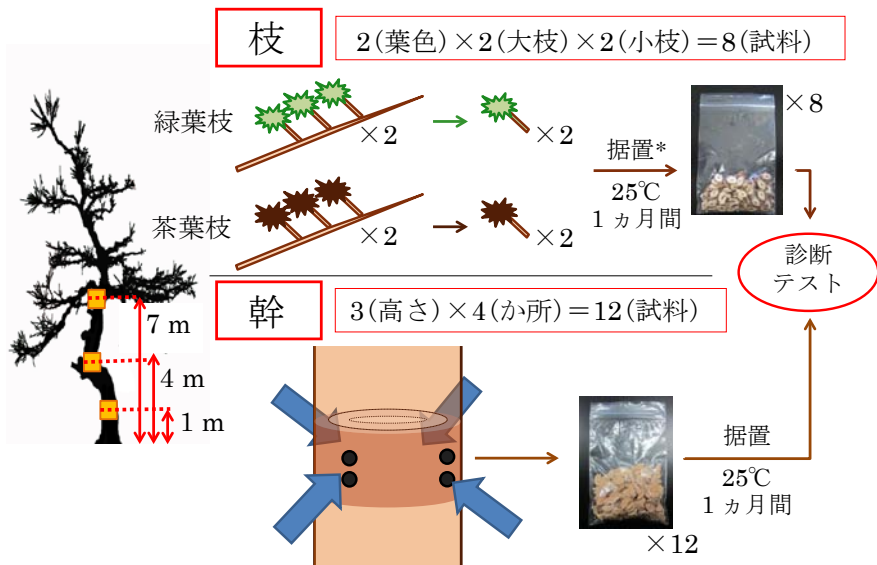 枝
2(葉色)×2(大枝)×2(小枝)=8(試料)
緑葉枝
×2
×2
茶葉枝
×2
×2
据置*
25℃
1ヵ月間
×8
診断
テスト
幹
3(高さ)×4(か所)=12(試料)
7 m
4 m
1 m
×12
据置
25℃
1ヵ月間